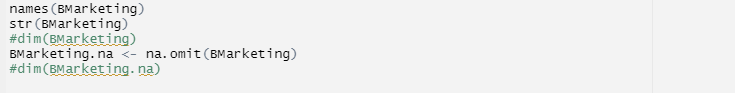 names(BMarketing)
str(BMarketing)
#dim(BMarketing)
BMarketing.na <- na.omit(BMarketing)
#dim(BMarketing.na)